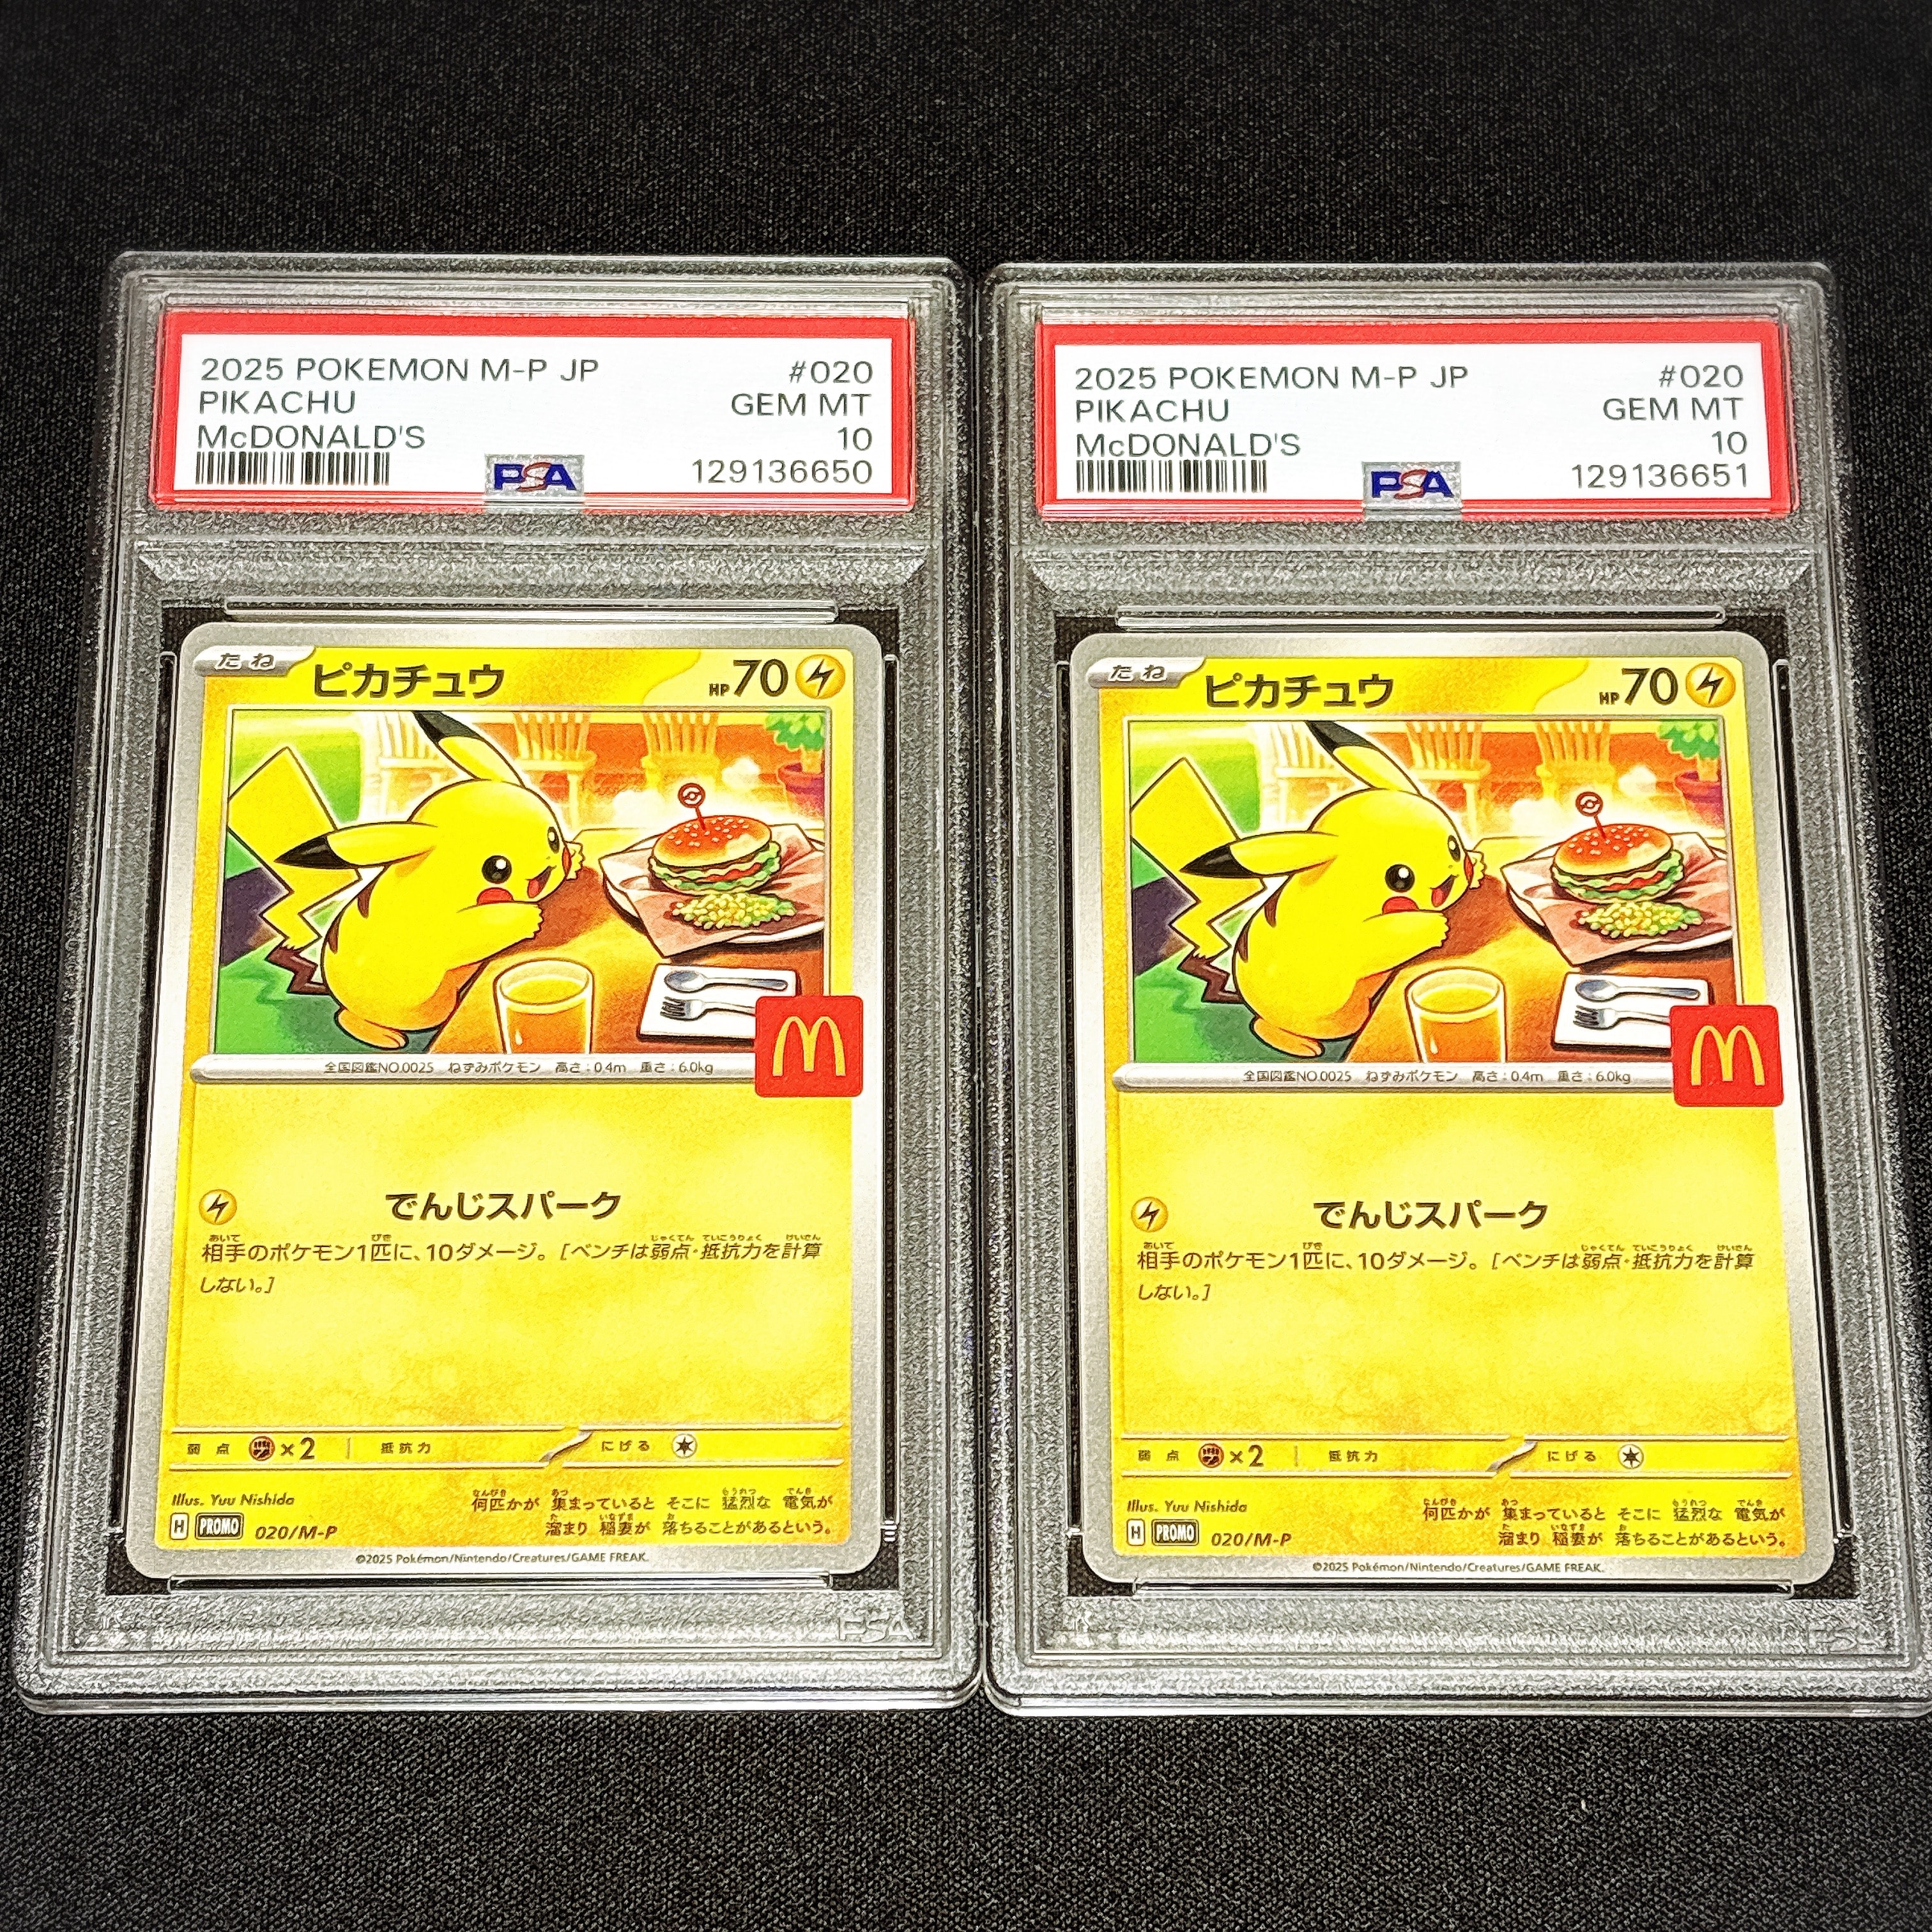 2025 POKEMON M-P JP #020
PIKACHU GEM MT
McDONALD'S 10
PSA 129136650
たね ピカチュウ HP70
M
全国図鑑NO.0025 ねずみポケモン 高さ:0.4m 重さ:6.0kg
でんじスパーク
相手のポケモン1匹に、10ダメージ。[ベンチは弱点・抵抗力を計算
しない。]
弱点 ×2 抵抗力 にげる
Illus. Yuu Nishida
何匹かが 集まっていると そこに 猛烈な 電気が
溜まり 稲妻が 落ちることがあるという。
H PROMO 020/M-P
©2025 Pokémon/Nintendo/Creatures/GAME FREAK.
PSA
2025 POKEMON M-P JP #020
PIKACHU GEM MT
McDONALD'S 10
PSA 129136651
たね ピカチュウ HP70
M
全国図鑑NO.0025 ねずみポケモン 高さ:0.4m 重さ:6.0kg
でんじスパーク
相手のポケモン1匹に、10ダメージ。[ベンチは弱点・抵抗力を計算
しない。]
弱点 ×2 抵抗力 にげる
Illus. Yuu Nishida
何匹かが 集まっていると そこに 猛烈な 電気が
溜まり 稲妻が 落ちることがあるという。
H PROMO 020/M-P
©2025 Pokémon/Nintendo/Creatures/GAME FREAK.